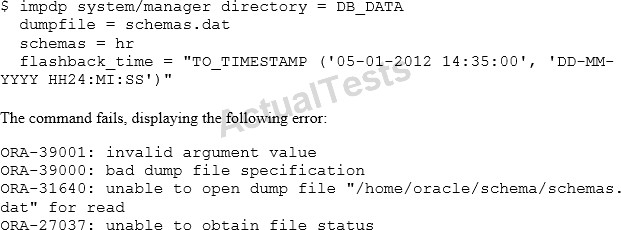 $ impdp system/manager directory = DB_DATA
dumpfile = schemas.dat
schemas = hr
flashback_time = "TO_TIMESTAMP ('05-01-2012 14:35:00', 'DD-MM-
YYYY HH24:MI:SS')"
ActualTests
The command fails, displaying the following error:
ORA-39001: invalid argument value
ORA-39000: bad dump file specification
ORA-31640: unable to open dump file "/home/oracle/schema/schemas.
dat" for read
ORA-27037: unable to obtain file status